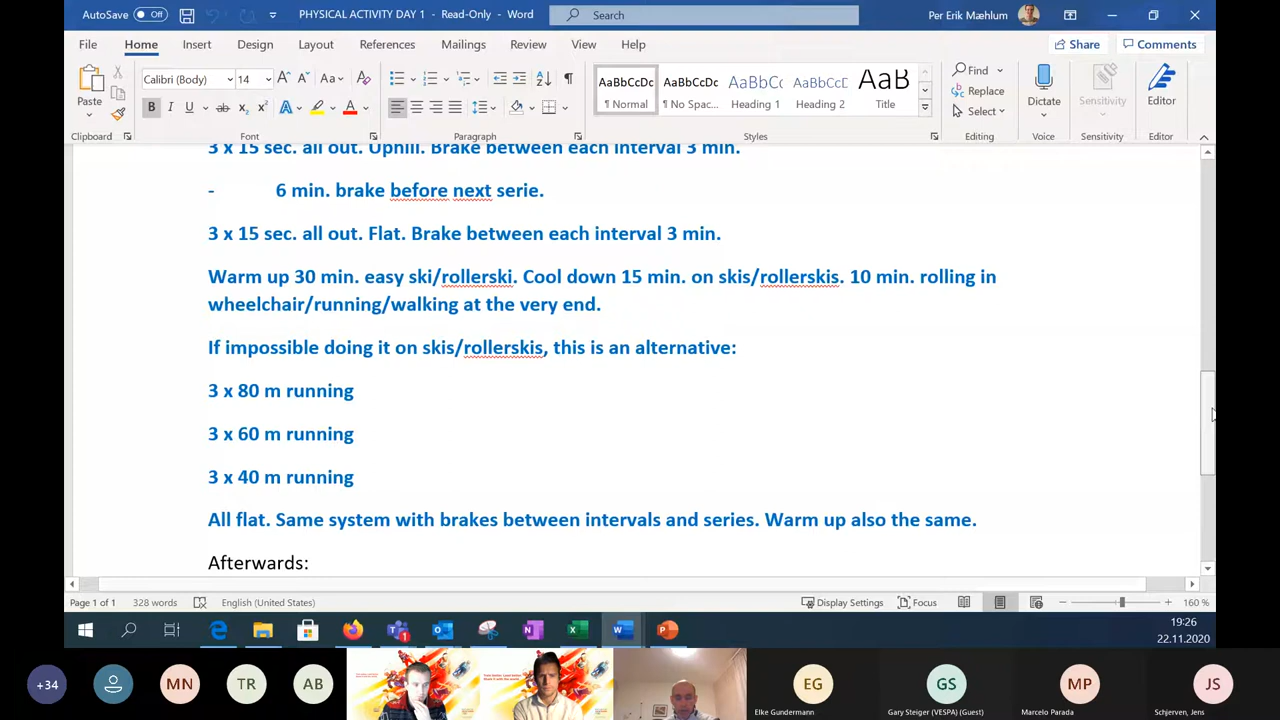 AutoSave Off
PHYSICAL ACTIVITY DAY 1 - Read-Only - Word
Search
Per Erik Mæhlum
File Home Insert Design Layout References Mailings Review View Help
Share Comments
Paste
Clipboard
Calibri (Body) 14
Font
Paragraph
AaBbCcDc AaBbCcDc AaBbCc AaBbCcD AaB
¶ Normal ¶ No Spac... Heading 1 Heading 2 Title
Styles
Find
Replace
Select
Editing
Dictate
Voice
Sensitivity
Sensitivity
Editor
Editor
3 x 15 sec. all out. Uphill. Brake between each interval 3 min.
- 6 min. brake before next serie.
3 x 15 sec. all out. Flat. Brake between each interval 3 min.
Warm up 30 min. easy ski/rollerski. Cool down 15 min. on skis/rollerskis. 10 min. rolling in
wheelchair/running/walking at the very end.
If impossible doing it on skis/rollerskis, this is an alternative:
3 x 80 m running
3 x 60 m running
3 x 40 m running
All flat. Same system with brakes between intervals and series. Warm up also the same.
Afterwards:
Page 1 of 1 328 words English (United States) Display Settings Focus 160 %
19:26
22.11.2020
+34 MN TR AB EG GS MP JS
Elke Gundermann Gary Steiger (VESPA) (Guest) Marcelo Parada Schjerven, Jens